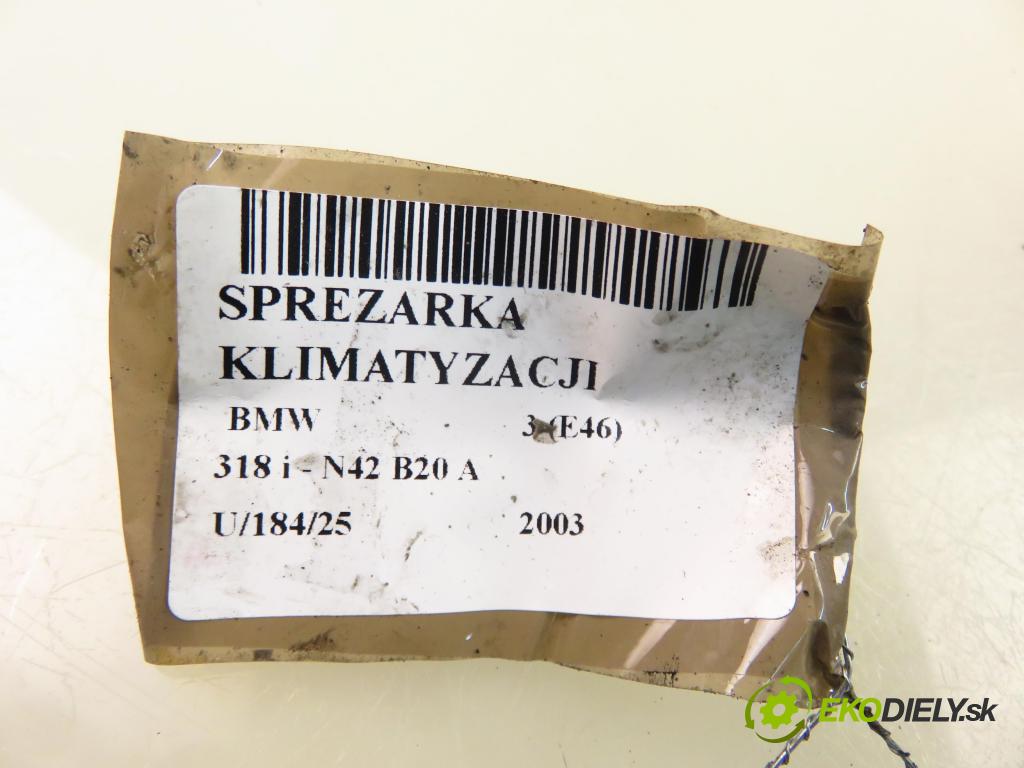 SPREZARKA
KLIMATYZACJI
BMW 3 (E46)
318 i - N42 B20 A
U/184/25 2003
EKODIELY.sk